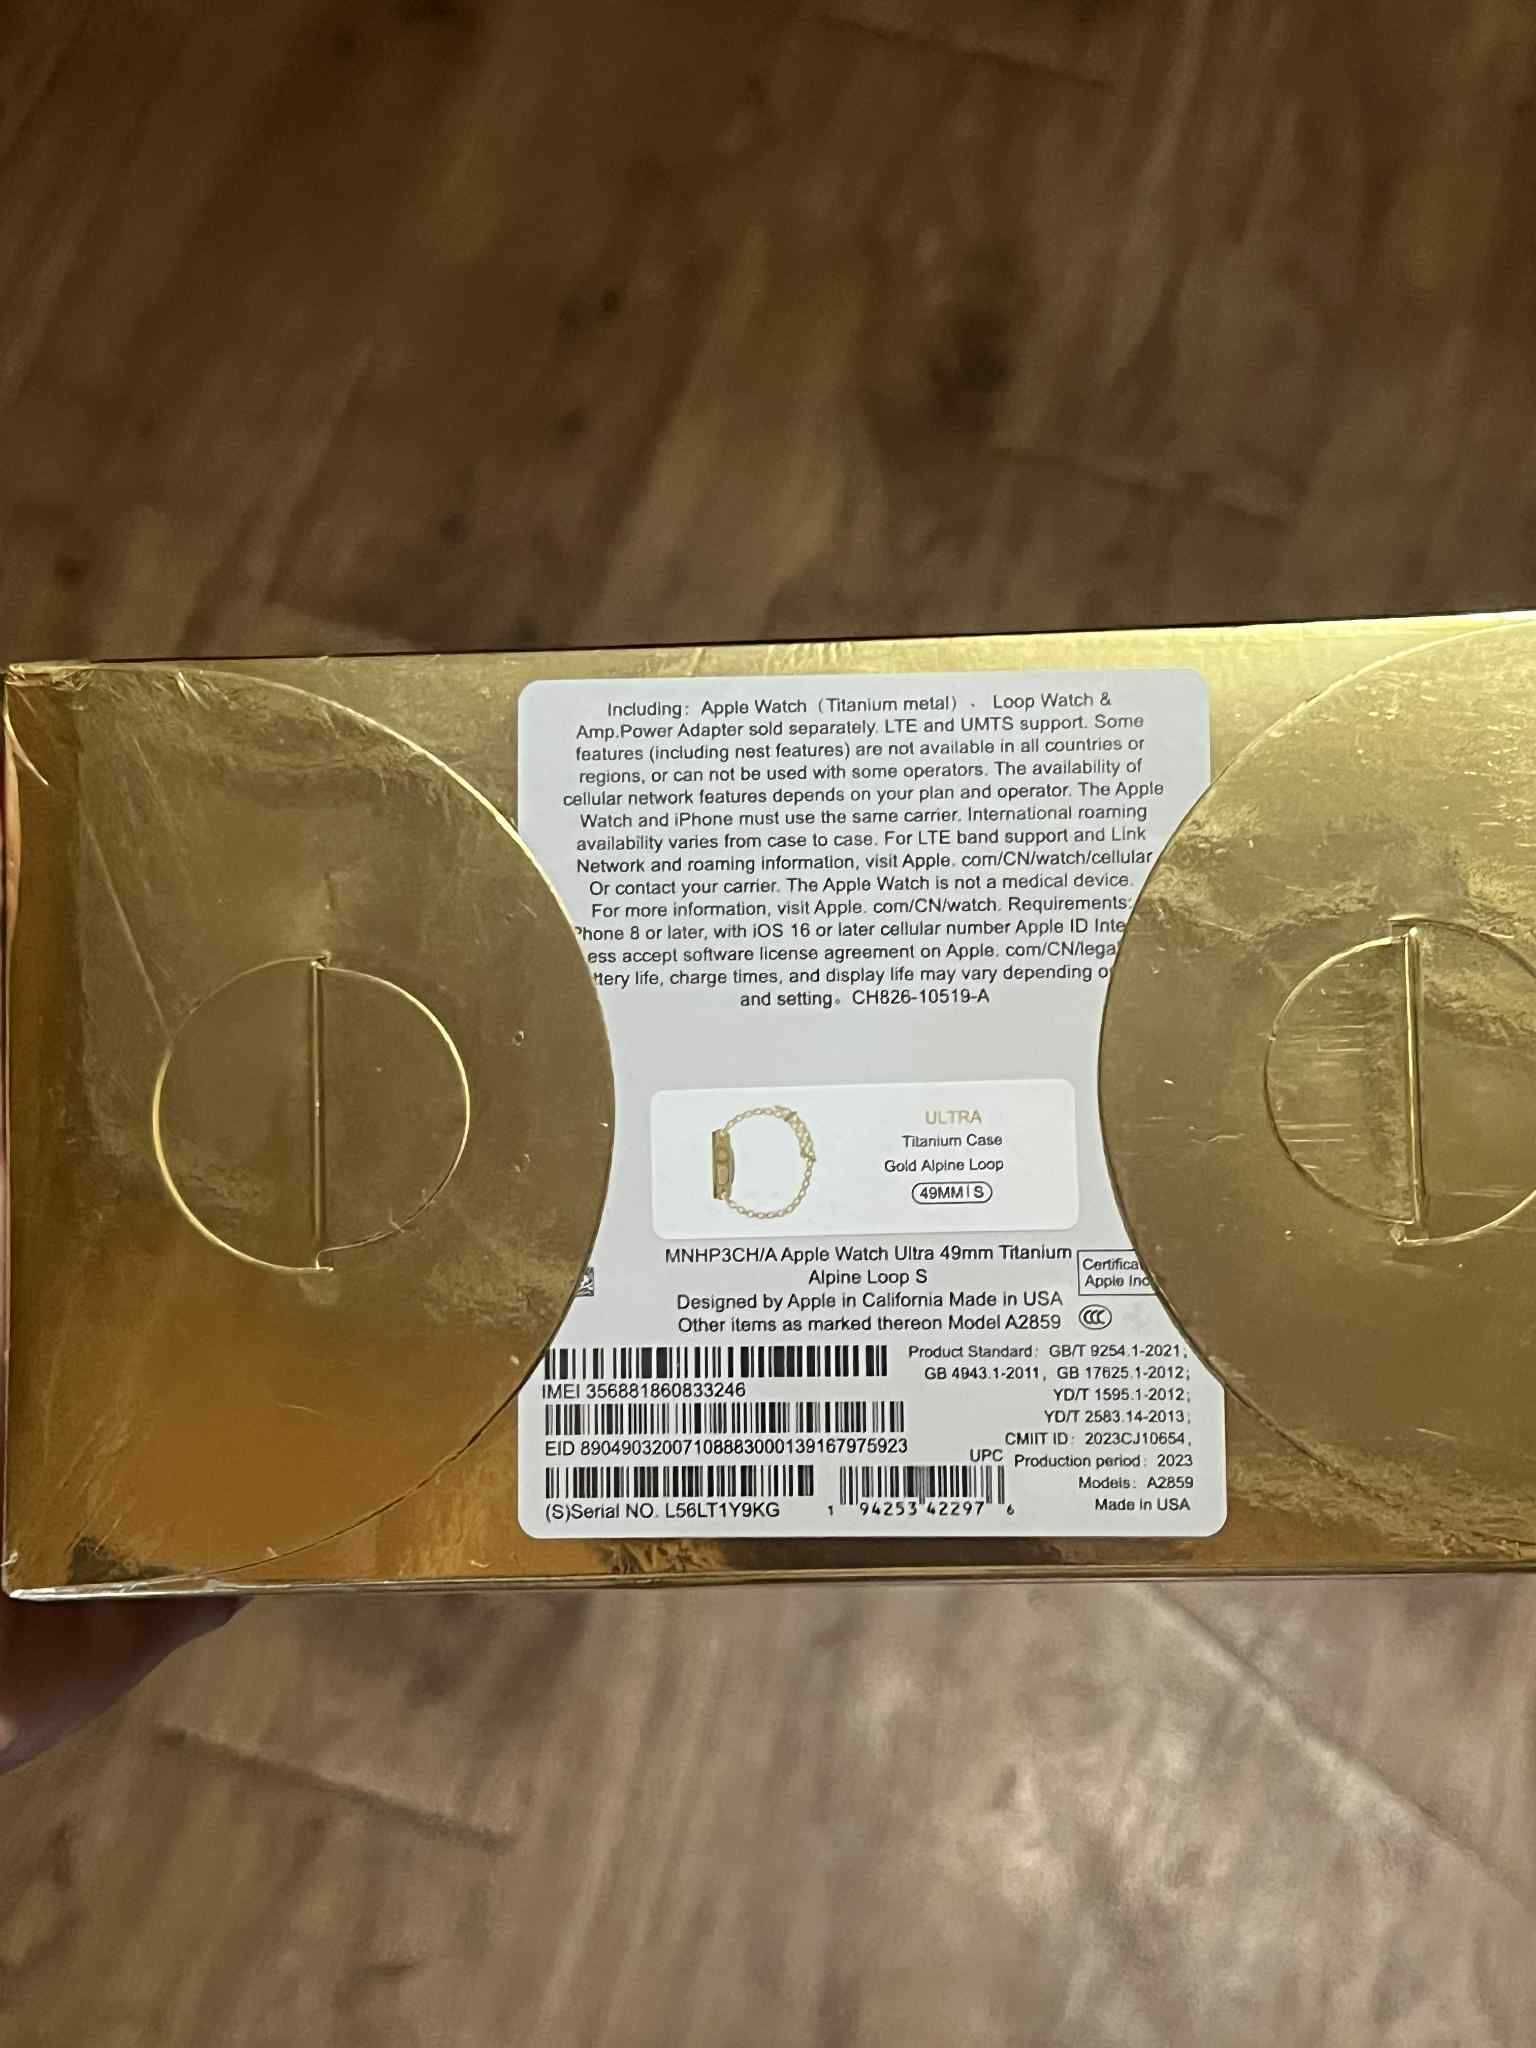 Including： Apple Watch（Titanium metal）、 Loop Watch &
Amp.Power Adapter sold separately. LTE and UMTS support. Some
features (including nest features) are not available in all countries or
regions, or can not be used with some operators. The availability of
cellular network features depends on your plan and operator. The Apple
Watch and iPhone must use the same carrier. International roaming
availability varies from case to case. For LTE band support and Link
Network and roaming information, visit Apple. com/CN/watch/cellular
Or contact your carrier. The Apple Watch is not a medical device.
For more information, visit Apple. com/CN/watch. Requirements:
Phone 8 or later, with iOS 16 or later cellular number Apple ID Inte
ess accept software license agreement on Apple. com/CN/legal
ttery life, charge times, and display life may vary depending o
and setting。CH826-10519-A
ULTRA
Titanium Case
Gold Alpine Loop
49MM|S
MNHP3CH/A Apple Watch Ultra 49mm Titanium
Alpine Loop S
Designed by Apple in California Made in USA
Other items as marked thereon Model A2859
Certifica
Apple Inc
CCC
Product Standard：GB/T 9254.1-2021;
GB 4943.1-2011, GB 17625.1-2012;
YD/T 1595.1-2012;
YD/T 2583.14-2013;
CMIIT ID：2023CJ10654,
Production period：2023
Models：A2859
Made in USA
IMEI 356881860833246
EID 89049032007108883000139167975923
(S)Serial NO. L56LT1Y9KG
UPC
1 94253 42297 6